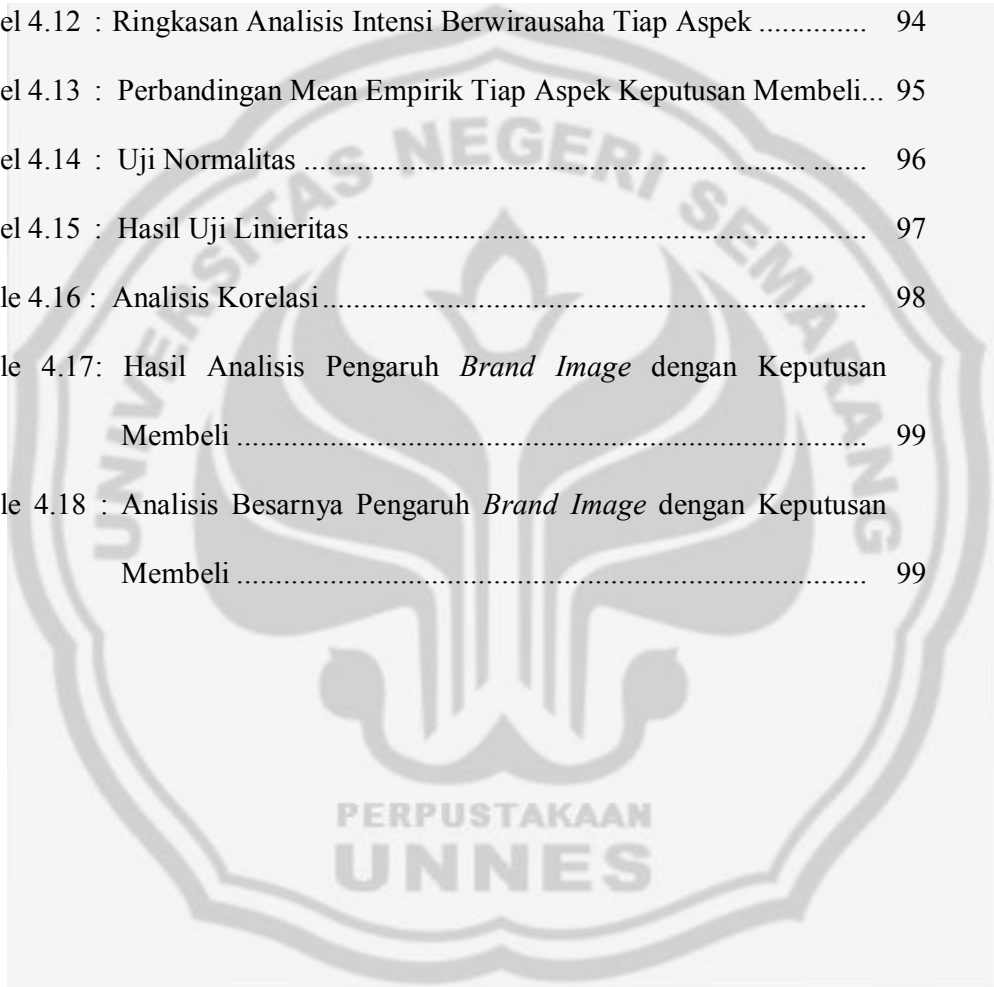 el 4.12 : Ringkasan Analisis Intensi Berwirausaha Tiap Aspek .............. 94
el 4.13 : Perbandingan Mean Empirik Tiap Aspek Keputusan Membeli... 95
el 4.14 : Uji Normalitas ................................................................ ....... 96
el 4.15 : Hasil Uji Linieritas .......................... ..................................... 97
le 4.16 : Analisis Korelasi..................................................................... 98
le 4.17: Hasil Analisis Pengaruh Brand Image dengan Keputusan
Membeli ................................................................................ 99
le 4.18 : Analisis Besarnya Pengaruh Brand Image dengan Keputusan
Membeli ................................................................................ 99
UNIVERSITAS NEGERI SEMARANG
PERPUSTAKAAN
UNNES